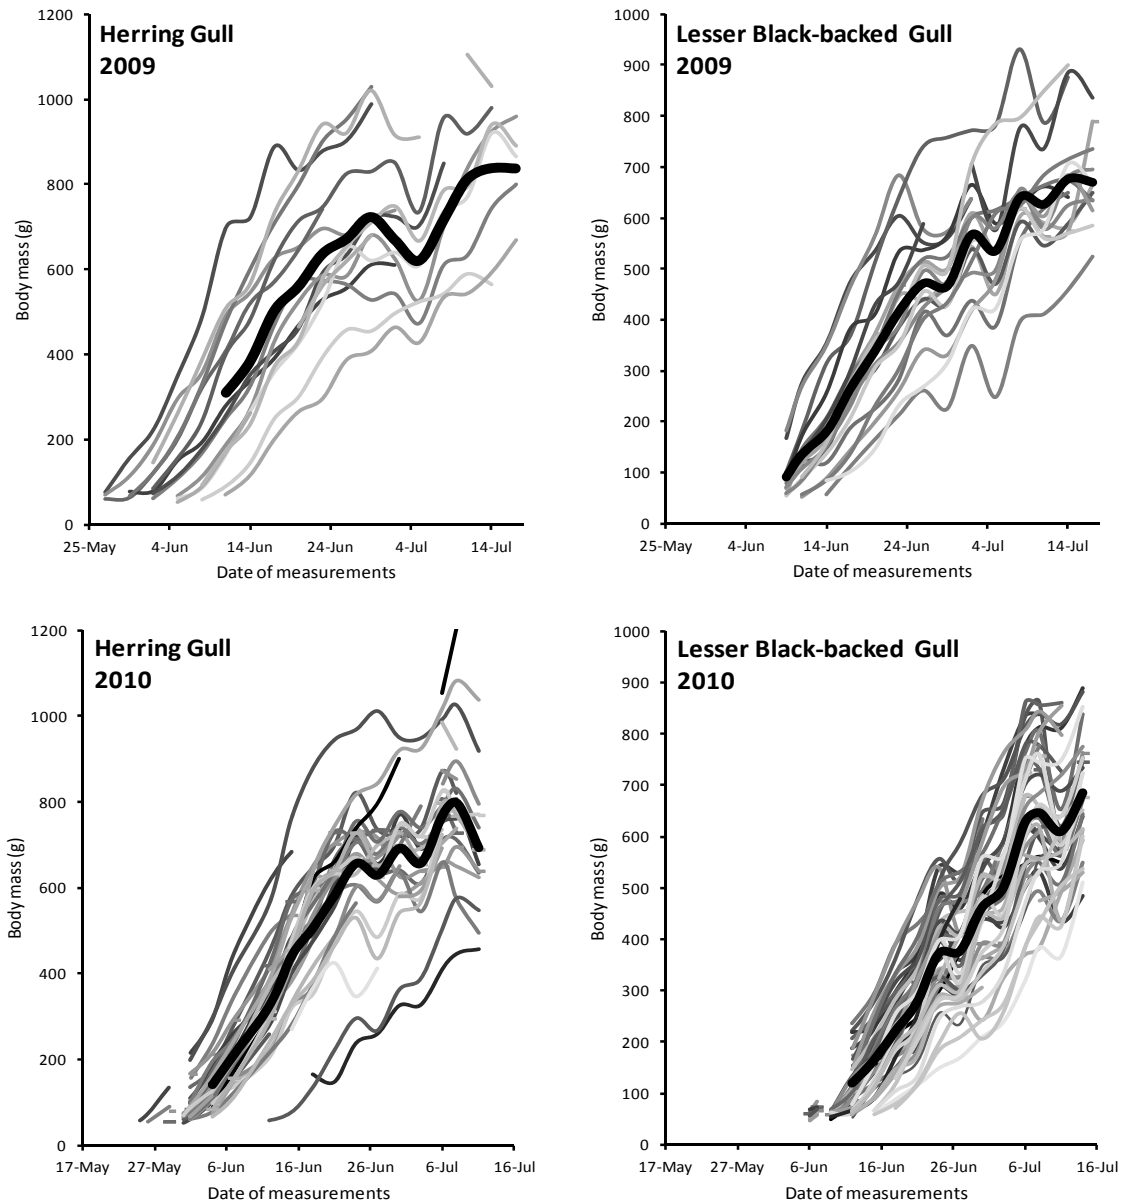 Herring Gull
2009
Body mass (g)
1200
1000
800
600
400
200
0
25-May 4-Jun 14-Jun 24-Jun 4-Jul 14-Jul
Date of measurements
Lesser Black-backed Gull
2009
Body mass (g)
1000
900
800
700
600
500
400
300
200
100
0
25-May 4-Jun 14-Jun 24-Jun 4-Jul 14-Jul
Date of measurements
Herring Gull
2010
Body mass (g)
1200
1000
800
600
400
200
0
17-May 27-May 6-Jun 16-Jun 26-Jun 6-Jul 16-Jul
Date of measurements
Lesser Black-backed Gull
2010
Body mass (g)
1000
900
800
700
600
500
400
300
200
100
0
17-May 27-May 6-Jun 16-Jun 26-Jun 6-Jul 16-Jul
Date of measurements